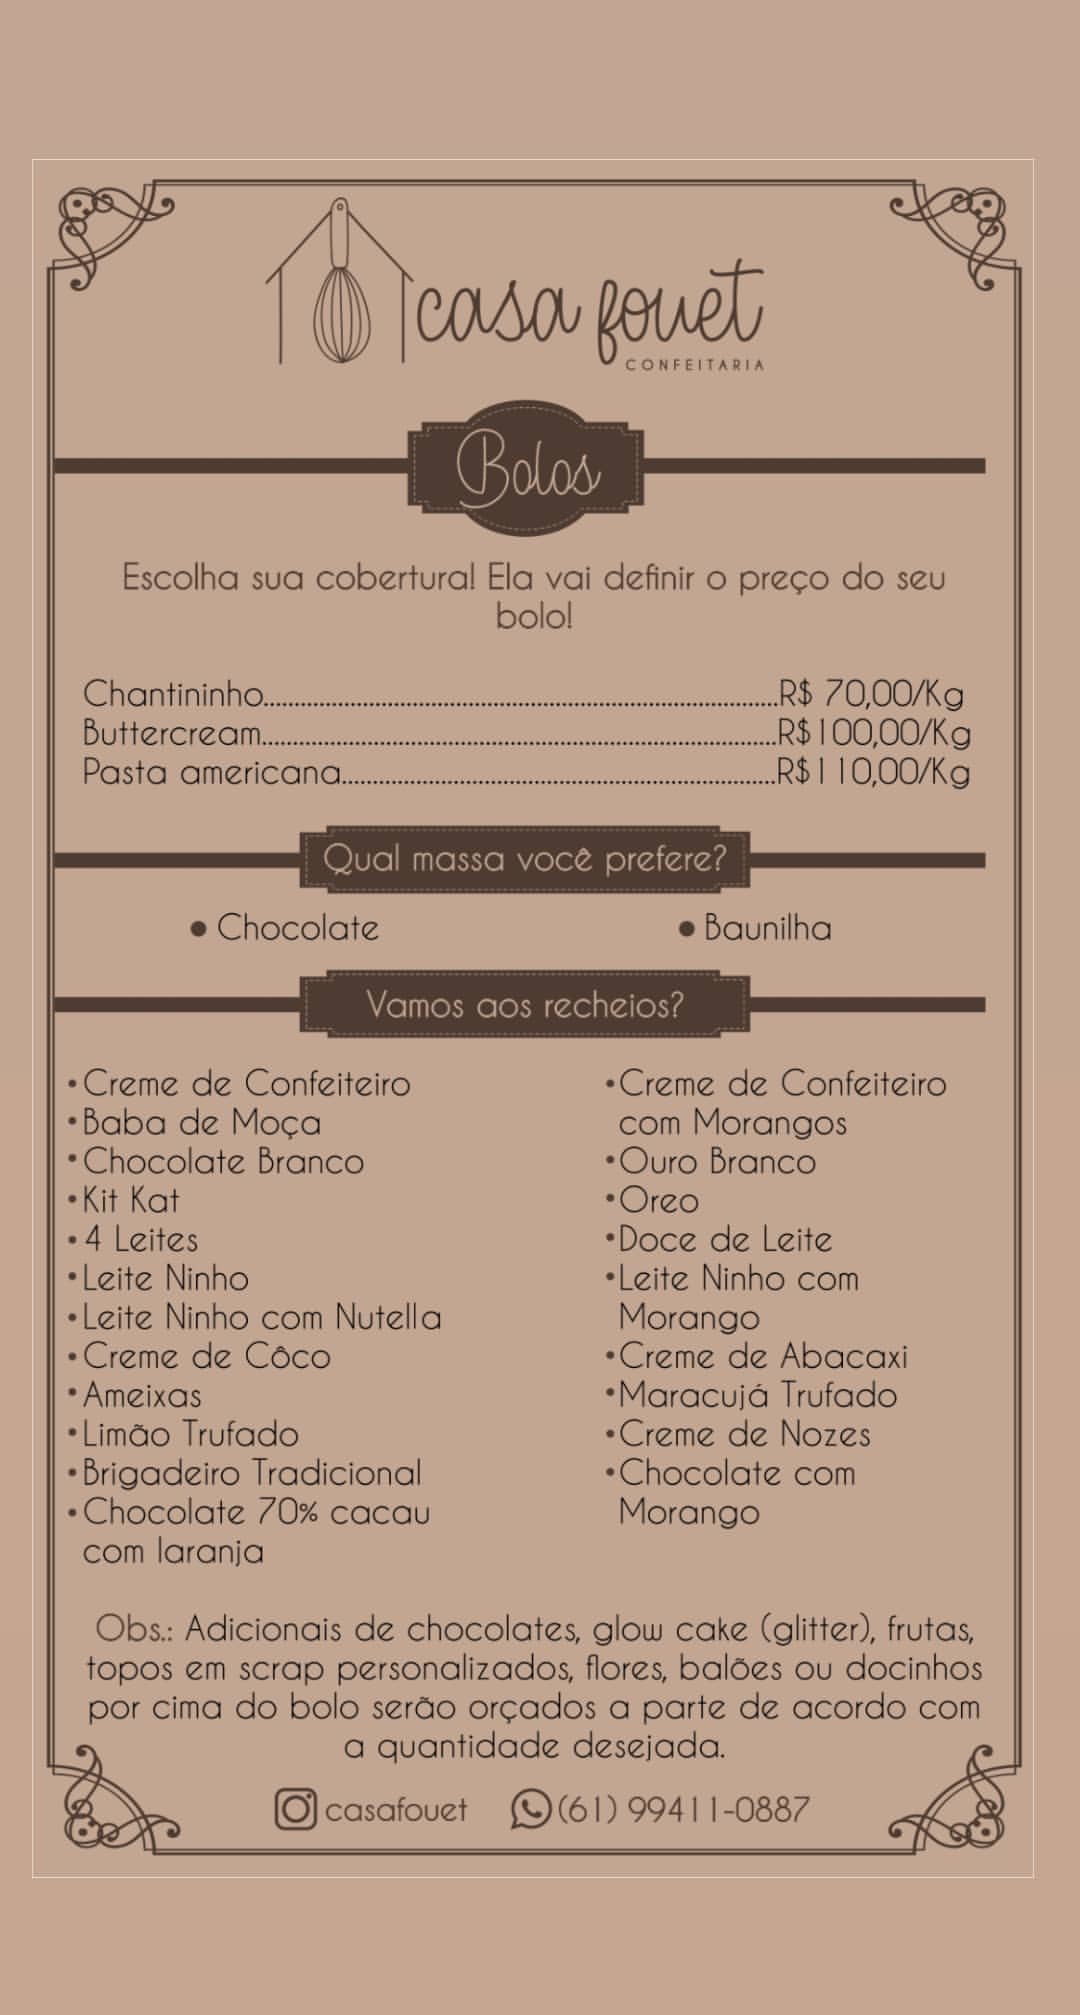 casa fouet
CONFEITARIA
Bolos
Escolha sua cobertura! Ela vai definir o preço do seu
bolo!
Chantininho..........................................................................................R$ 70,00/Kg
Buttercream..........................................................................................R$100,00/Kg
Pasta americana............................................................................R$110,00/Kg
Qual massa você prefere?
• Chocolate
• Baunilha
Vamos aos recheios?
•Creme de Confeiteiro
•Baba de Moça
•Chocolate Branco
•Kit Kat
•4 Leites
•Leite Ninho
•Leite Ninho com Nutella
•Creme de Côco
•Ameixas
•Limão Trufado
•Brigadeiro Tradicional
•Chocolate 70% cacau
com laranja
•Creme de Confeiteiro
com Morangos
•Ouro Branco
•Oreo
•Doce de Leite
•Leite Ninho com
Morango
•Creme de Abacaxi
•Maracujá Trufado
•Creme de Nozes
•Chocolate com
Morango
Obs.: Adicionais de chocolates, glow cake (glitter), frutas,
topos em scrap personalizados, flores, balões ou docinhos
por cima do bolo serão orçados a parte de acordo com
a quantidade desejada.
casafouet (61) 99411-0887